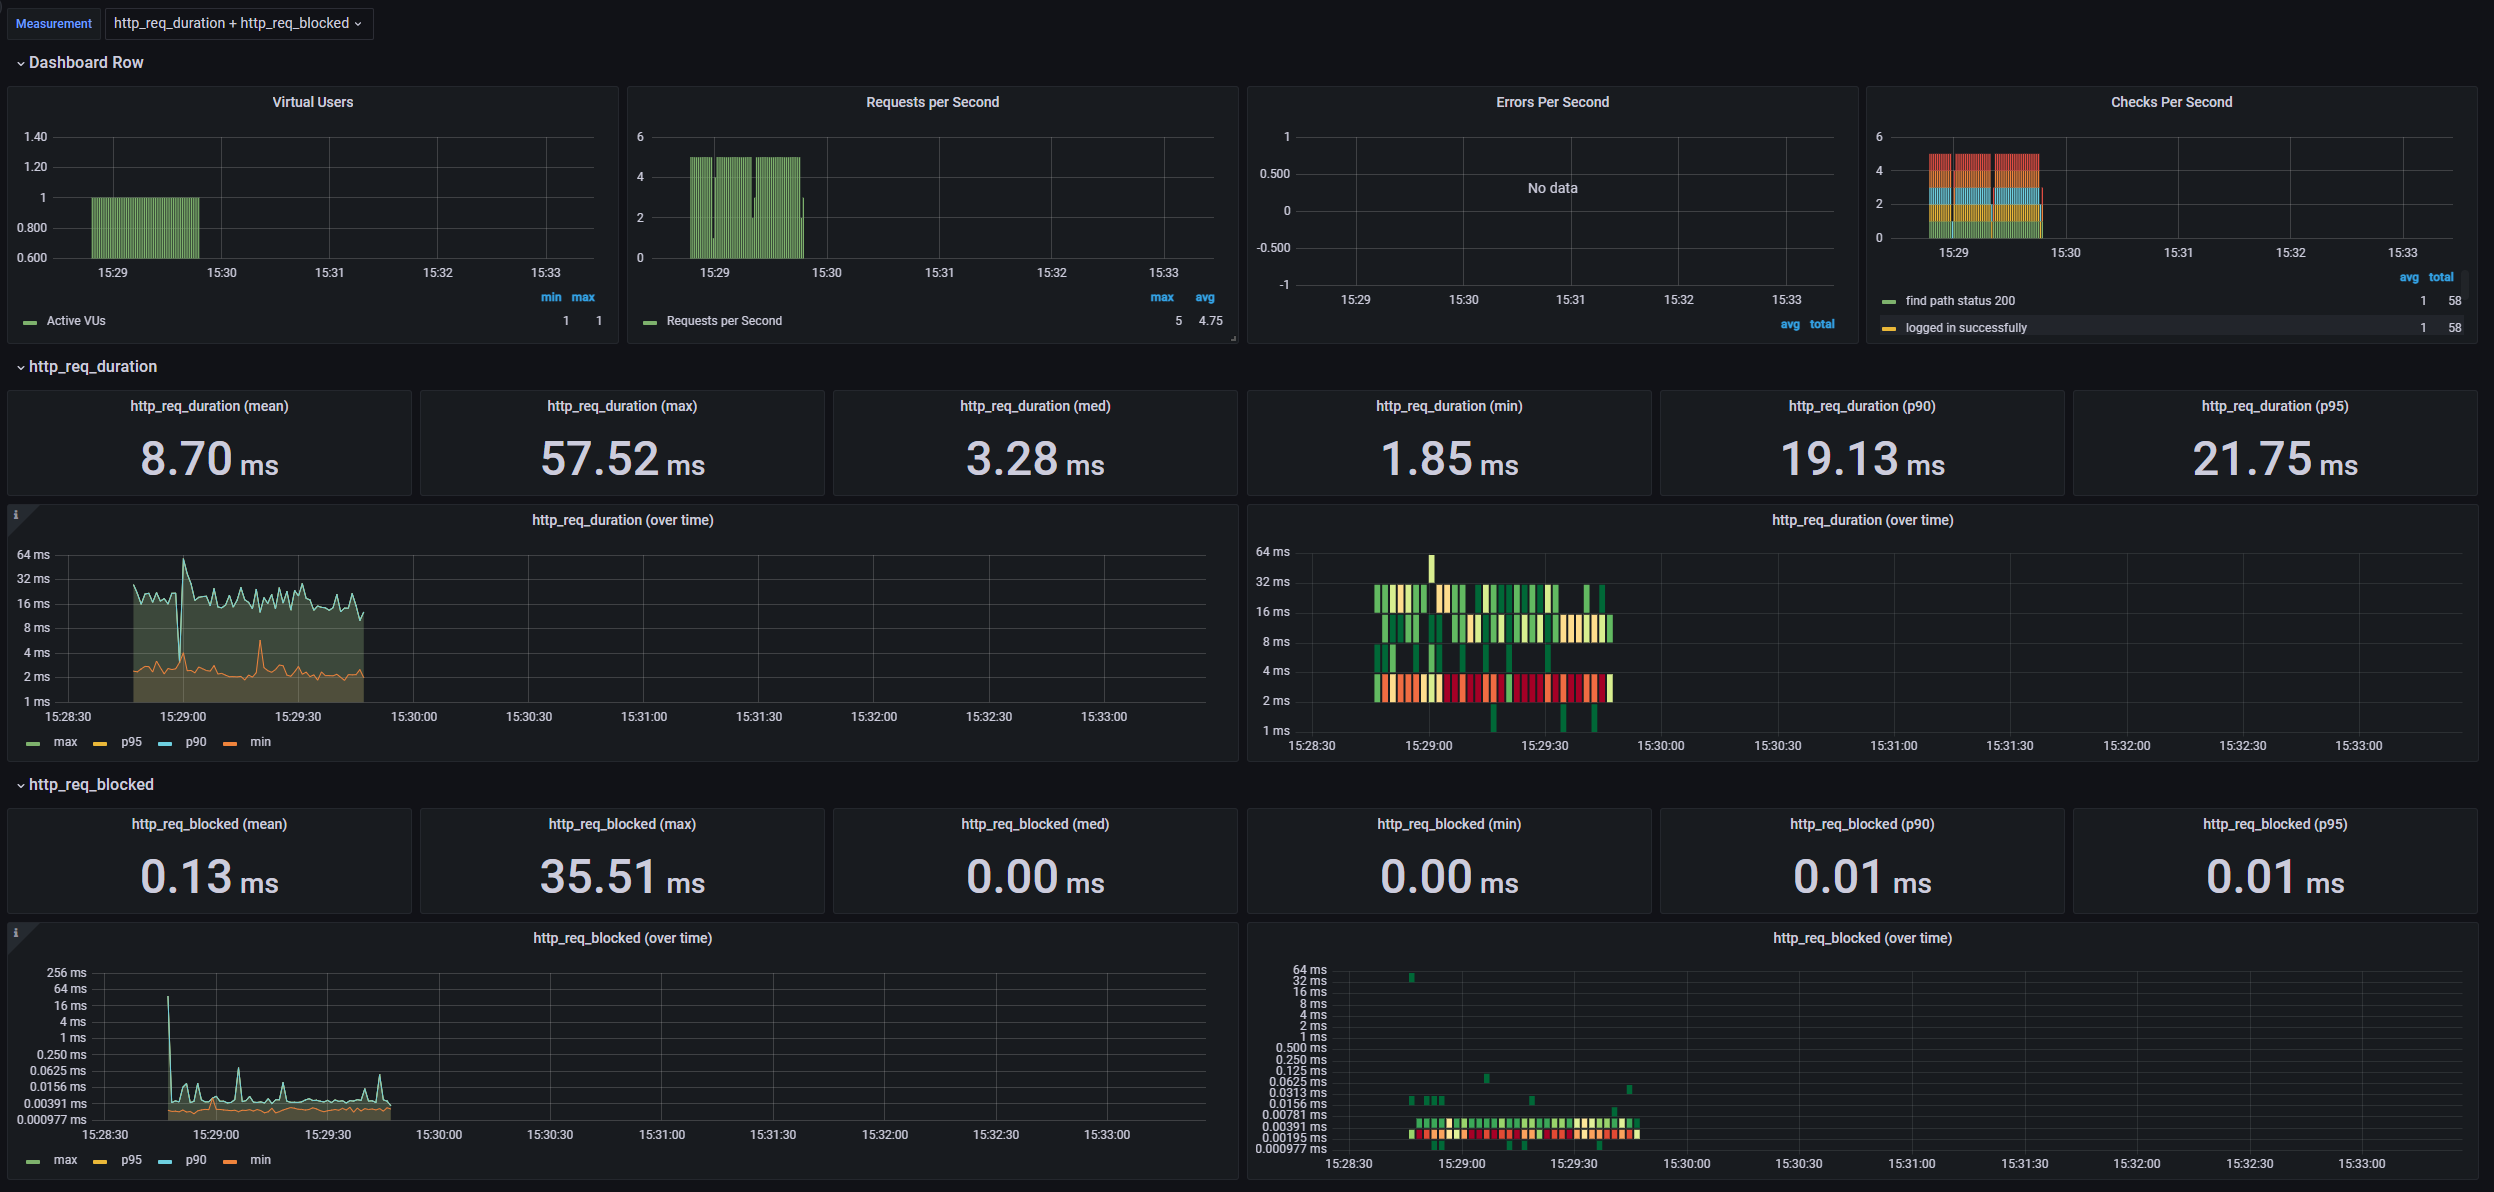 Measurement http_req_duration + http_req_blocked
Dashboard Row
Virtual Users
1.40
1.20
1
0.800
0.600
15:29 15:30 15:31 15:32 15:33
min max
Active VUs 1 1
Requests per Second
6
4
2
0
15:29 15:30 15:31 15:32 15:33
max avg
Requests per Second 5 4.75
Errors Per Second
1
0.500
0
-0.500
-1
No data
15:29 15:30 15:31 15:32 15:33
avg total
Checks Per Second
6
4
2
0
15:29 15:30 15:31 15:32 15:33
avg total
find path status 200 1 58
logged in successfully 1 58
http_req_duration
http_req_duration (mean)
8.70 ms
http_req_duration (max)
57.52 ms
http_req_duration (med)
3.28 ms
http_req_duration (min)
1.85 ms
http_req_duration (p90)
19.13 ms
http_req_duration (p95)
21.75 ms
http_req_duration (over time)
64 ms
32 ms
16 ms
8 ms
4 ms
2 ms
1 ms
15:28:30 15:29:00 15:29:30 15:30:00 15:30:30 15:31:00 15:31:30 15:32:00 15:32:30 15:33:00
max p95 p90 min
http_req_duration (over time)
64 ms
32 ms
16 ms
8 ms
4 ms
2 ms
1 ms
15:28:30 15:29:00 15:29:30 15:30:00 15:30:30 15:31:00 15:31:30 15:32:00 15:32:30 15:33:00
http_req_blocked
http_req_blocked (mean)
0.13 ms
http_req_blocked (max)
35.51 ms
http_req_blocked (med)
0.00 ms
http_req_blocked (min)
0.00 ms
http_req_blocked (p90)
0.01 ms
http_req_blocked (p95)
0.01 ms
http_req_blocked (over time)
256 ms
64 ms
16 ms
4 ms
1 ms
0.250 ms
0.0625 ms
0.0156 ms
0.00391 ms
0.000977 ms
15:28:30 15:29:00 15:29:30 15:30:00 15:30:30 15:31:00 15:31:30 15:32:00 15:32:30 15:33:00
max p95 p90 min
http_req_blocked (over time)
64 ms
32 ms
16 ms
8 ms
4 ms
2 ms
1 ms
0.500 ms
0.250 ms
0.125 ms
0.0625 ms
0.0313 ms
0.0156 ms
0.00781 ms
0.00391 ms
0.00195 ms
0.000977 ms
15:28:30 15:29:00 15:29:30 15:30:00 15:30:30 15:31:00 15:31:30 15:32:00 15:32:30 15:33:00